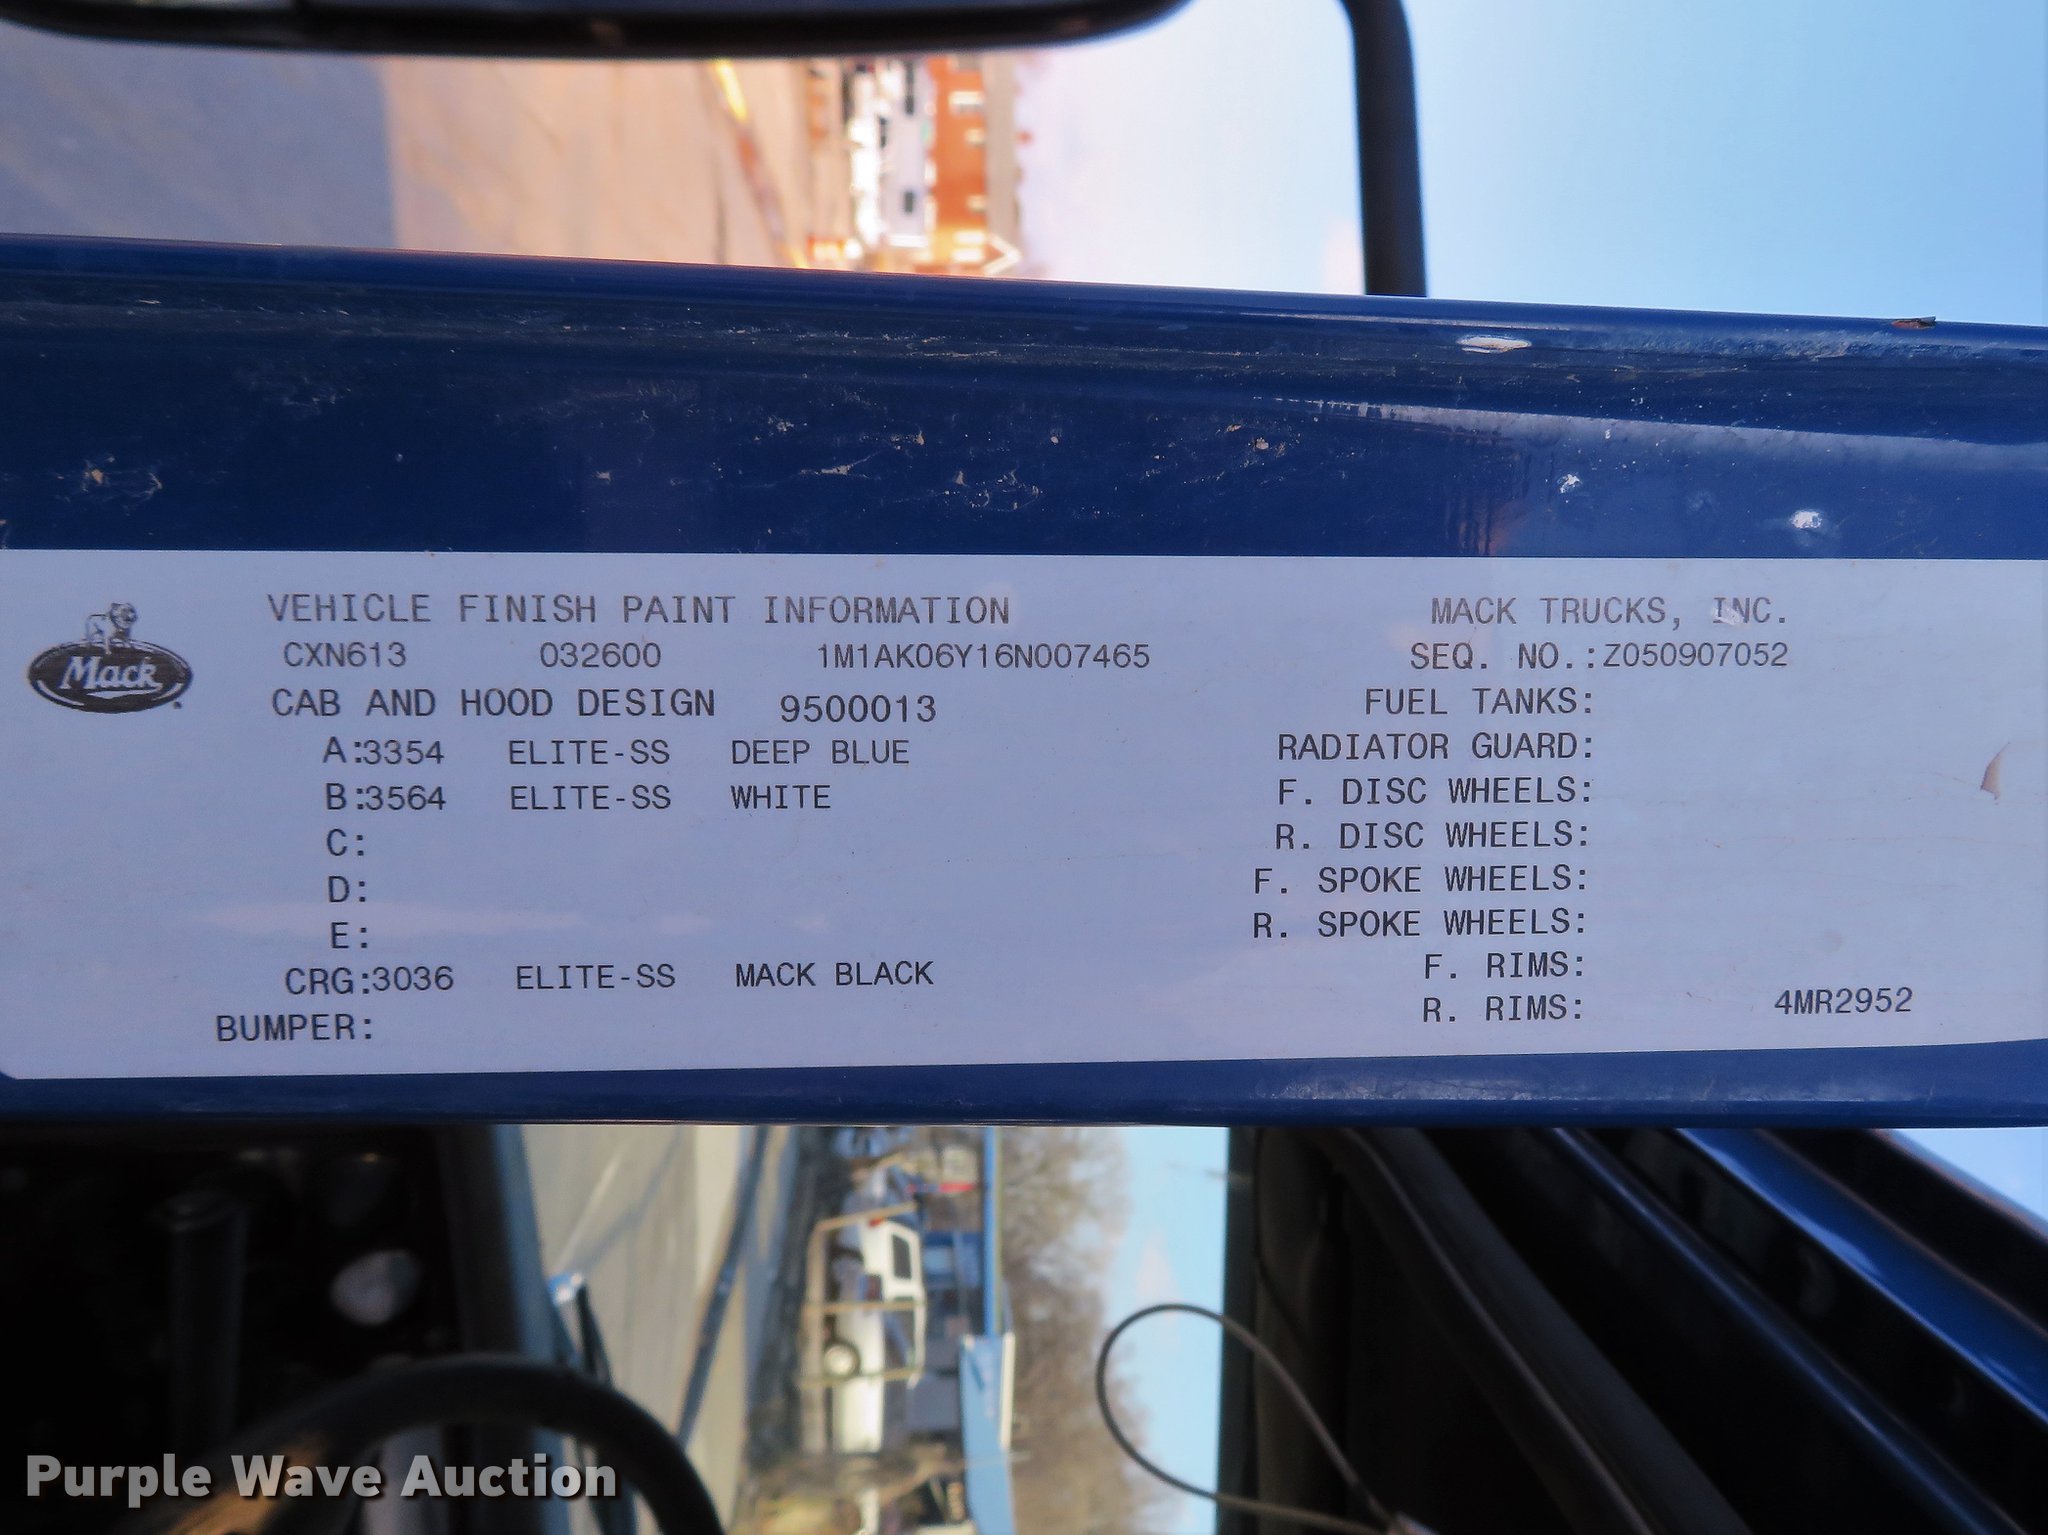 VEHICLE FINISH PAINT INFORMATION MACK TRUCKS, INC.
CXN613 032600 1M1AK06Y16N007465 SEQ. NO.:Z050907052
Mack
CAB AND HOOD DESIGN 9500013 FUEL TANKS:
A:3354 ELITE-SS DEEP BLUE RADIATOR GUARD:
B:3564 ELITE-SS WHITE F. DISC WHEELS:
C: R. DISC WHEELS:
D: F. SPOKE WHEELS:
E: R. SPOKE WHEELS:
CRG:3036 ELITE-SS MACK BLACK F. RIMS:
BUMPER: R. RIMS: 4MR2952
Purple Wave Auction